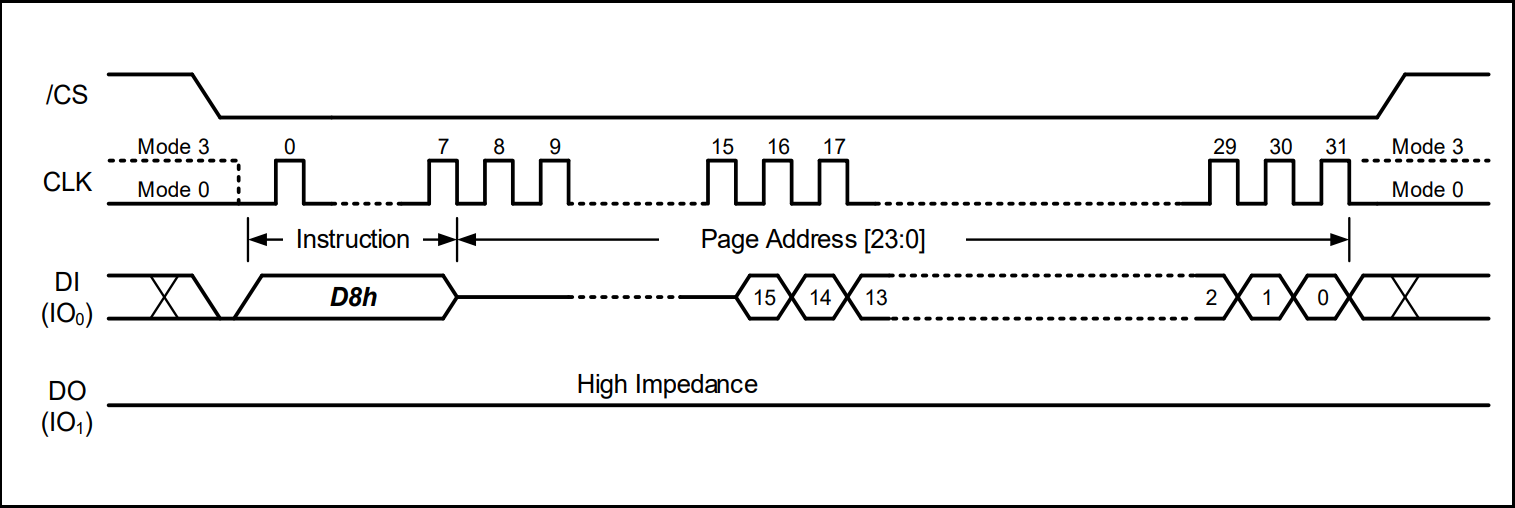 /CS
Mode 3 0 7 8 9 15 16 17 29 30 31 Mode 3
CLK
Mode 0 Mode 0
Instruction Page Address [23:0]
DI
(IO0)
D8h 15 14 13 2 1 0
High Impedance
DO
(IO1)